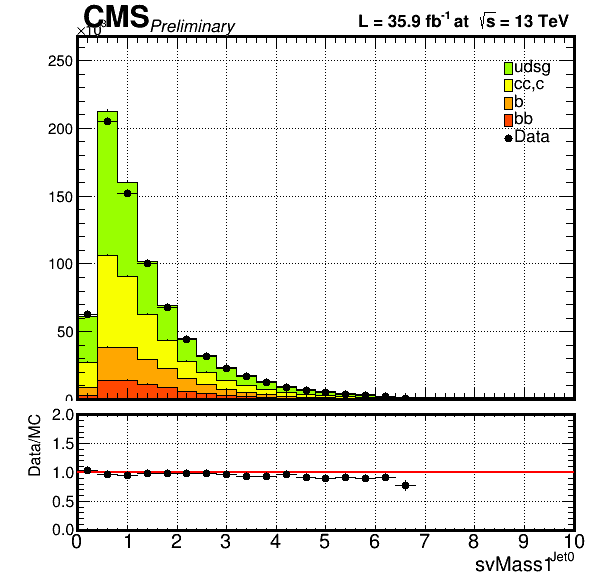 CMS Preliminary L = 35.9 fb⁻¹ at √s = 13 TeV
×10³
250
200
150
100
50
0
udsg
cc,c
b
bb
Data
Data/MC
2.0
1.5
1.0
0.5
0.0
0 1 2 3 4 5 6 7 8 9 10
svMass1 Jet0